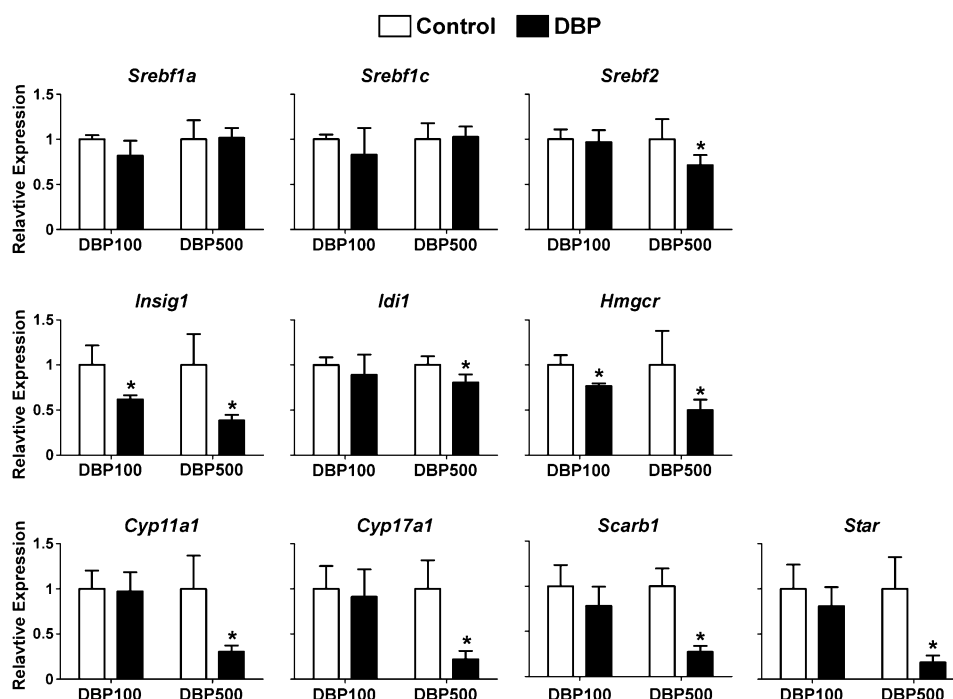 Control DBP
Srebf1a Srebf1c Srebf2
Relavtive Expression
1.5
1
0.5
0
DBP100 DBP500 DBP100 DBP500 DBP100 DBP500
*
Insig1 Idi1 Hmgcr
Relavtive Expression
1.5
1
0.5
0
* * * * *
DBP100 DBP500 DBP100 DBP500 DBP100 DBP500
Cyp11a1 Cyp17a1 Scarb1 Star
Relavtive Expression
1.5
1
0.5
0
* * * *
DBP100 DBP500 DBP100 DBP500 DBP100 DBP500 DBP100 DBP500